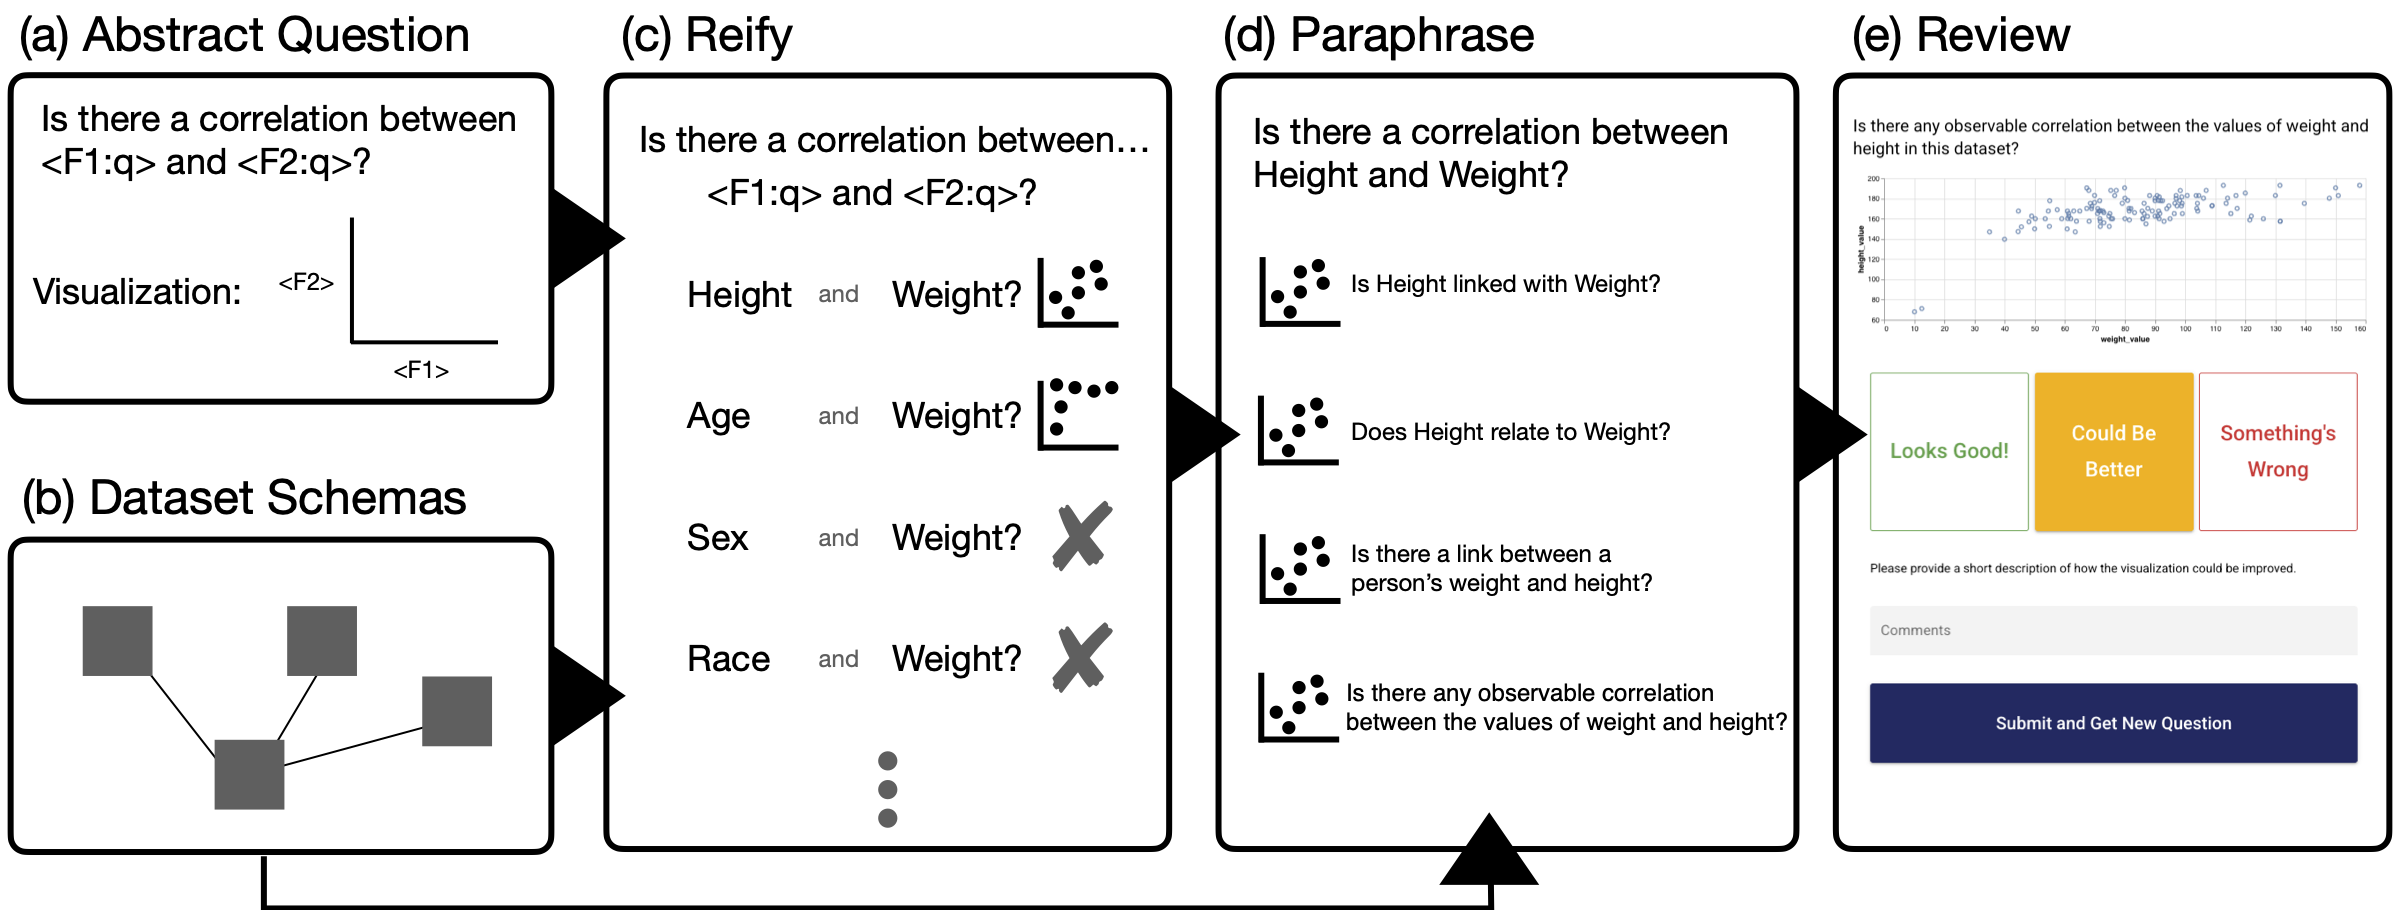 (a) Abstract Question
Is there a correlation between
<F1:q> and <F2:q>?
Visualization:
<F2>
<F1>
(b) Dataset Schemas
(c) Reify
Is there a correlation between…
<F1:q> and <F2:q>?
Height and Weight?
Age and Weight?
Sex and Weight?
Race and Weight?
(d) Paraphrase
Is there a correlation between
Height and Weight?
Is Height linked with Weight?
Does Height relate to Weight?
Is there a link between a
person’s weight and height?
Is there any observable correlation
between the values of weight and height?
(e) Review
Is there any observable correlation between the values of weight and
height in this dataset?
200
180
160
140
120
100
80
60
height_value
0 10 20 30 40 50 60 70 80 90 100 110 120 130 140 150 160
weight_value
Looks Good!
Could Be
Better
Something's
Wrong
Please provide a short description of how the visualization could be improved.
Comments
Submit and Get New Question